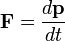 F = dp/dt